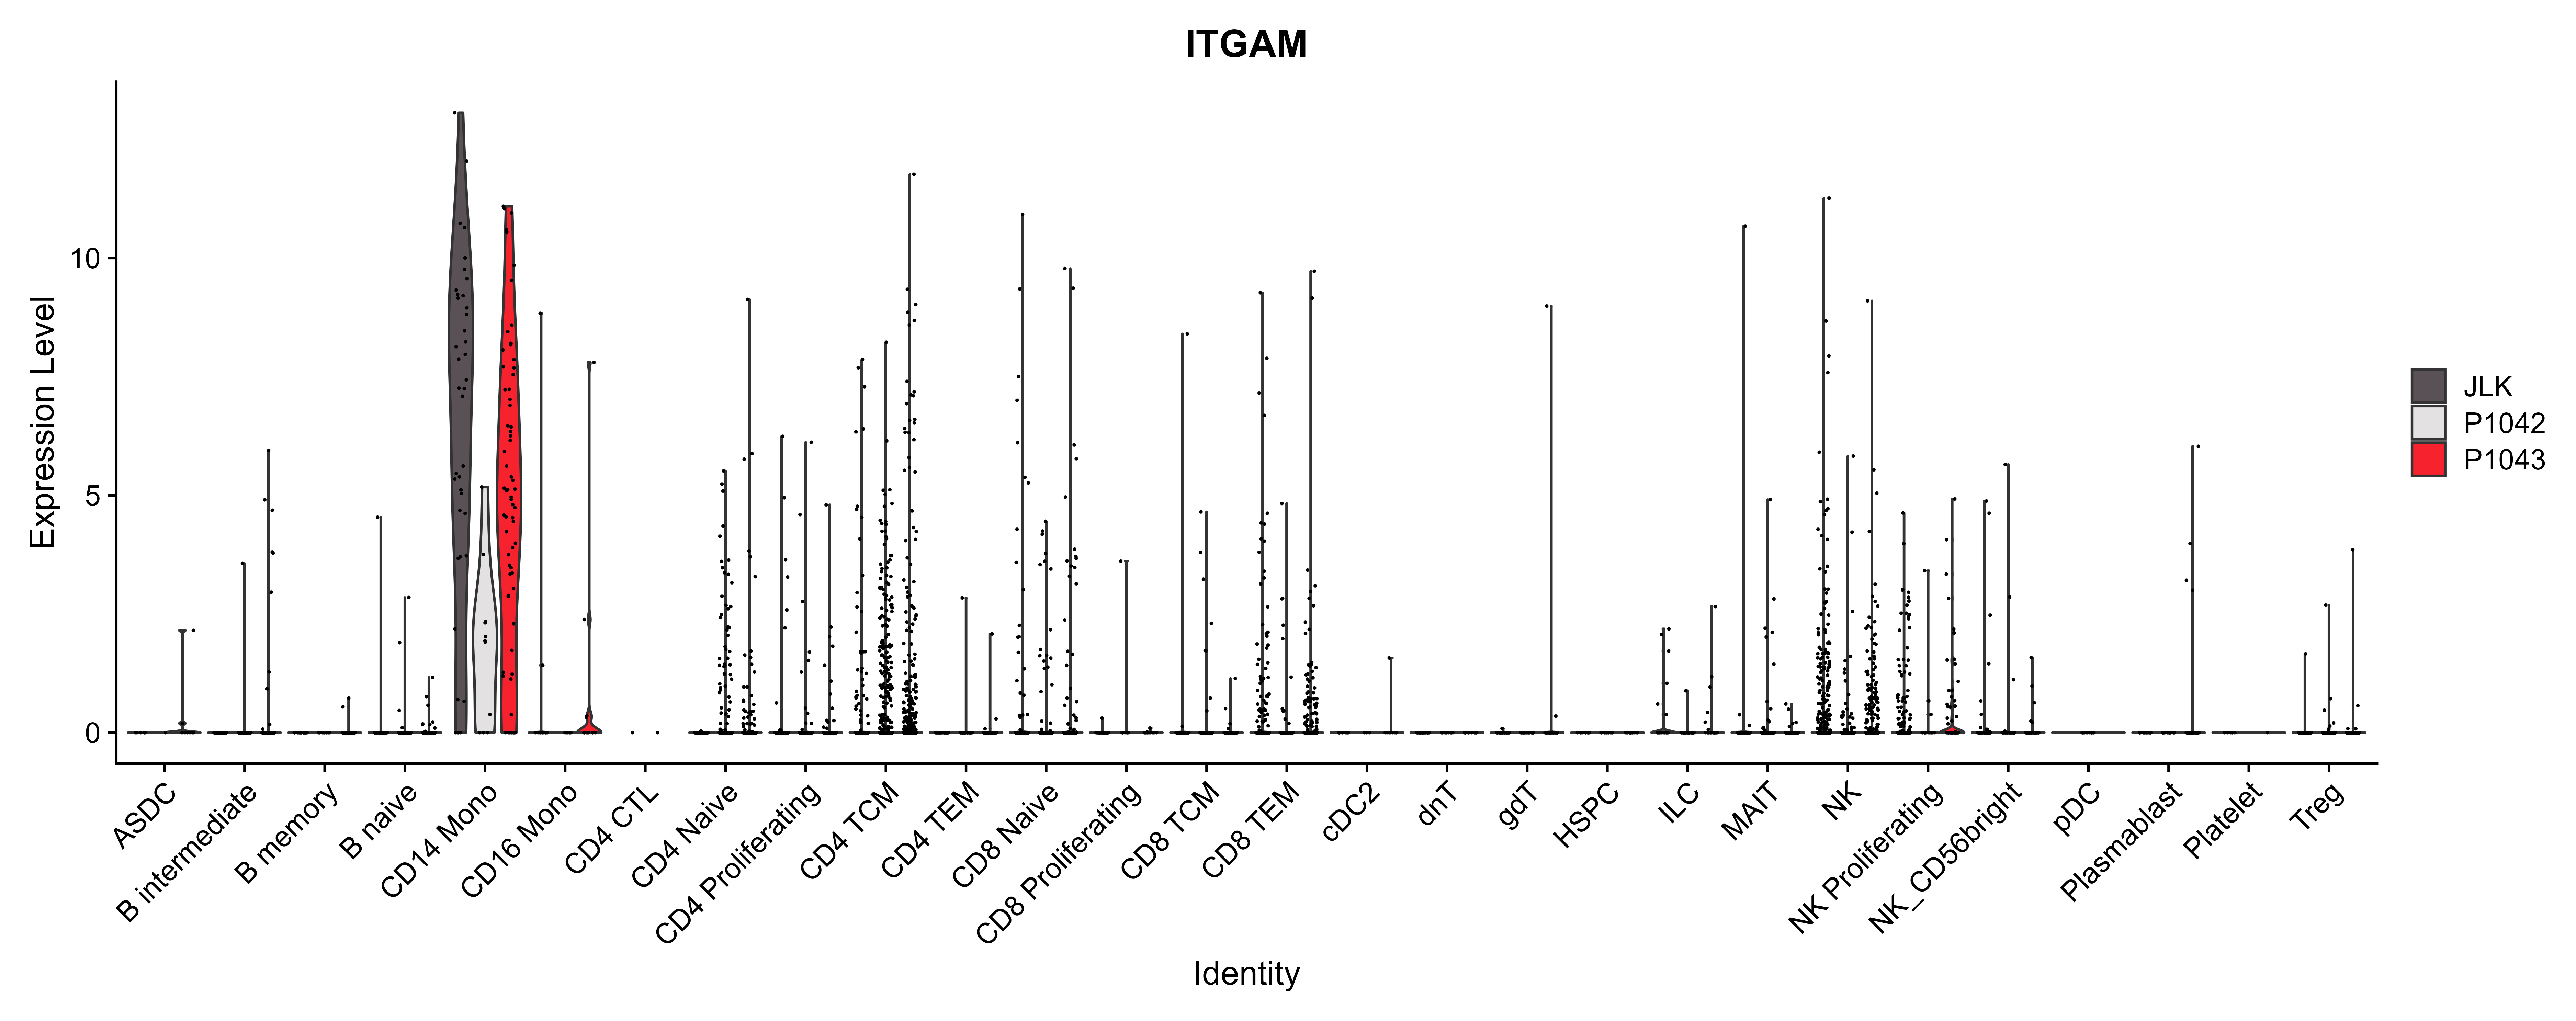 ITGAM
Expression Level
10
5
0
ASDC
B intermediate
B memory
B naive
CD14 Mono
CD16 Mono
CD4 CTL
CD4 Naive
CD4 Proliferating
CD4 TCM
CD4 TEM
CD8 Naive
CD8 Proliferating
CD8 TCM
CD8 TEM
cDC2
dnT
gdT
HSPC
ILC
MAIT
NK
NK Proliferating
NK_CD56bright
pDC
Plasmablast
Platelet
Treg
Identity
JLK
P1042
P1043